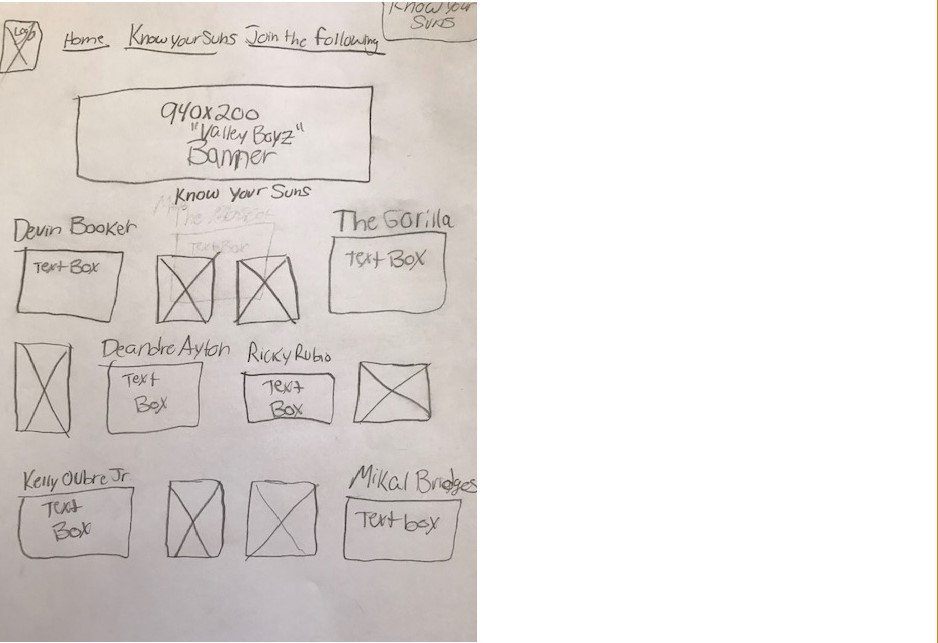 Know your
Suns
Logo
Home Know your Suns Join the following
940x200
"Valley Boyz"
Banner
Know Your Suns
Devin Booker
Text Box
Text Box
The Gorilla
Text Box
Deandre Ayton
Text
Box
Ricky Rubio
Text
Box
Kelly Oubre Jr.
Text
Box
Mikal Bridges
Text box